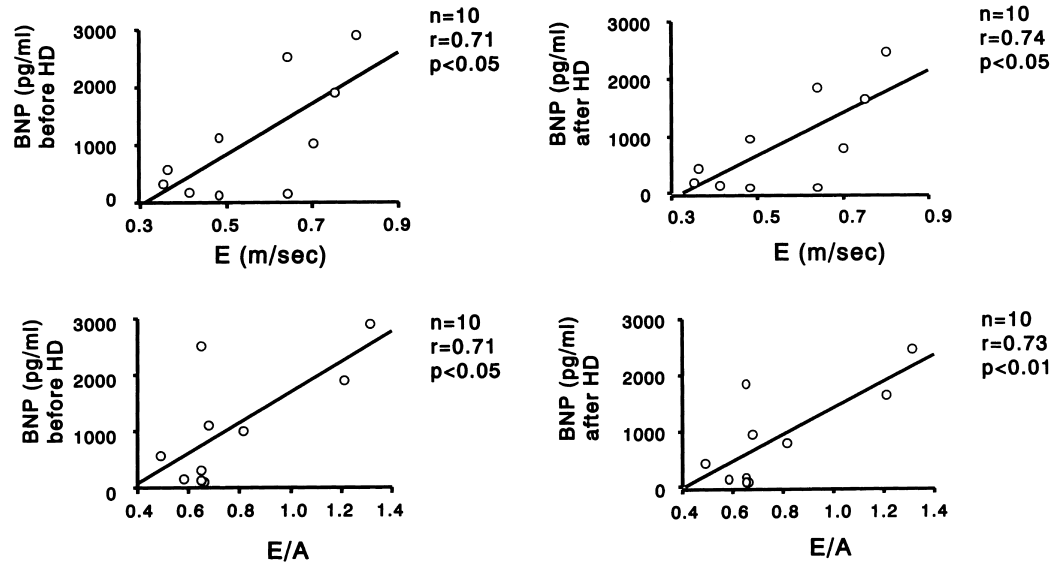 BNP (pg/ml)
before HD
3000
2000
1000
0
0.3 0.5 0.7 0.9
E (m/sec)
n=10
r=0.71
p<0.05
BNP (pg/ml)
after HD
3000
2000
1000
0
0.3 0.5 0.7 0.9
E (m/sec)
n=10
r=0.74
p<0.05
BNP (pg/ml)
before HD
3000
2000
1000
0
0.4 0.6 0.8 1.0 1.2 1.4
E/A
n=10
r=0.71
p<0.05
BNP (pg/ml)
after HD
3000
2000
1000
0
0.4 0.6 0.8 1.0 1.2 1.4
E/A
n=10
r=0.73
p<0.01